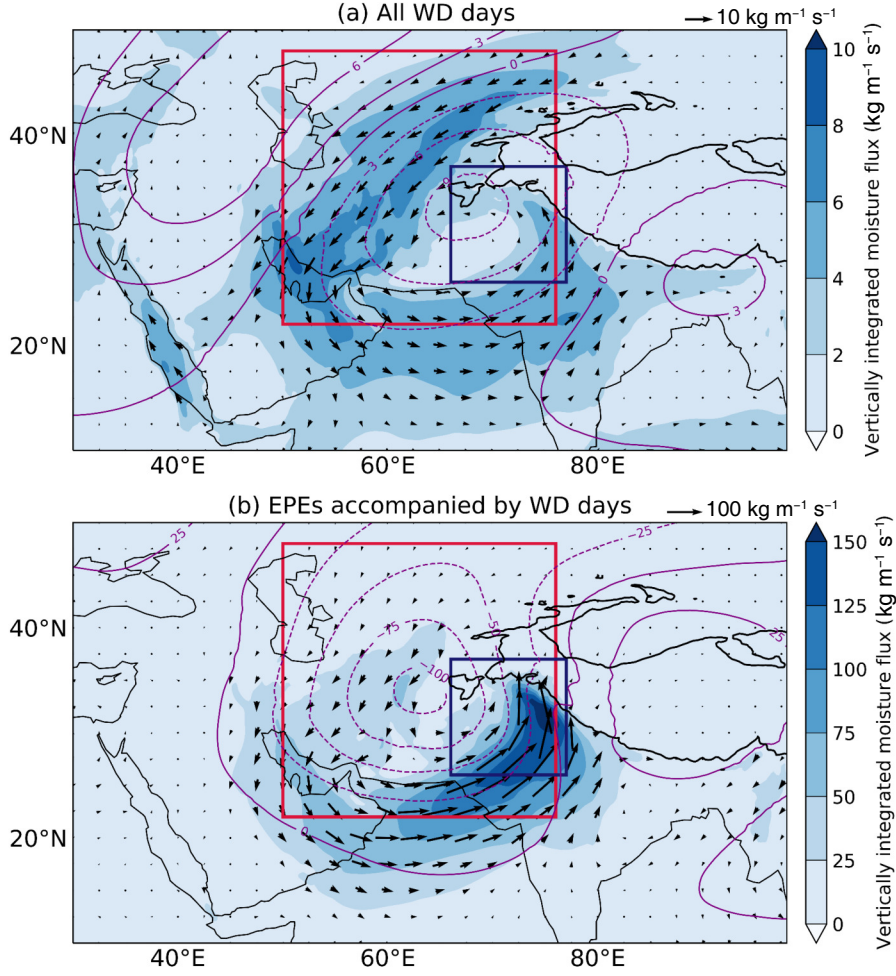 (a) All WD days
10 kg m⁻¹ s⁻¹
40°N
20°N
40°E
60°E
80°E
6
3
0
−3
−6
0
3
10
8
6
4
2
0
Vertically integrated moisture flux (kg m⁻¹ s⁻¹)
(b) EPEs accompanied by WD days
100 kg m⁻¹ s⁻¹
25
−25
−50
−75
−100
0
25
40°N
20°N
40°E
60°E
80°E
150
125
100
75
50
25
0
Vertically integrated moisture flux (kg m⁻¹ s⁻¹)